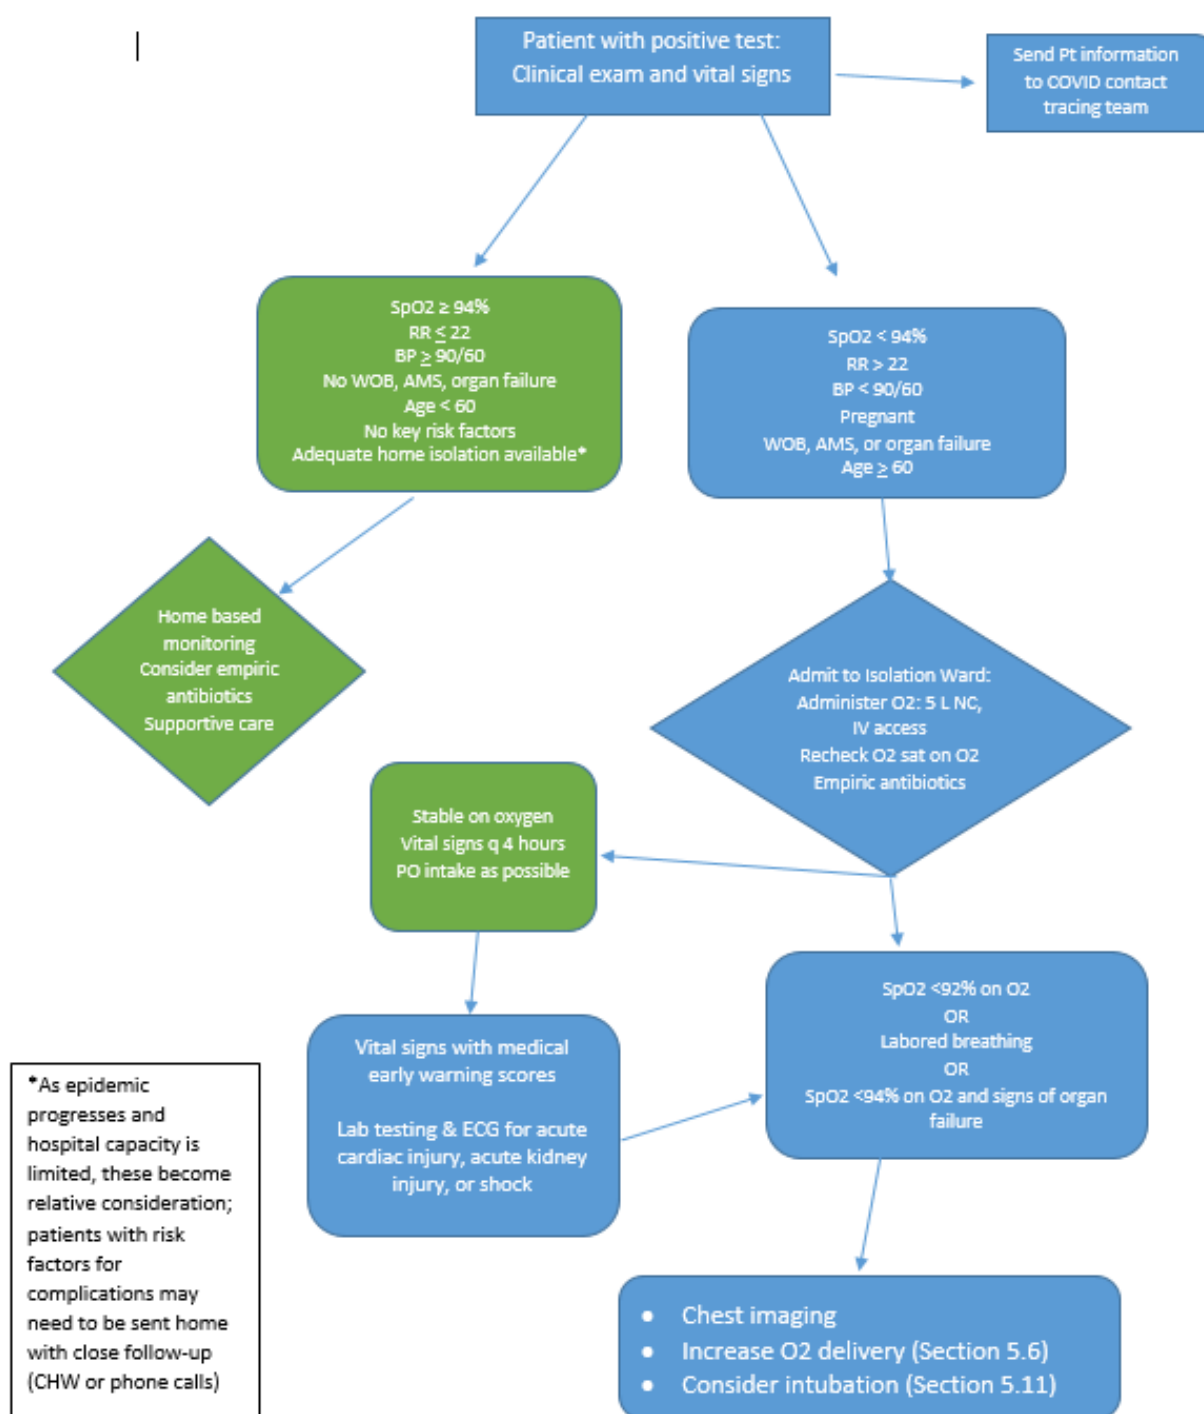 Patient with positive test:
Clinical exam and vital signs
Send Pt information
to COVID contact
tracing team
SpO2 ≥ 94%
RR ≤ 22
BP ≥ 90/60
No WOB, AMS, organ failure
Age < 60
No key risk factors
Adequate home isolation available*
SpO2 < 94%
RR > 22
BP < 90/60
Pregnant
WOB, AMS, or organ failure
Age ≥ 60
Home based
monitoring
Consider empiric
antibiotics
Supportive care
Admit to Isolation Ward:
Administer O2: 5 L NC,
IV access
Recheck O2 sat on O2
Empiric antibiotics
Stable on oxygen
Vital signs q 4 hours
PO intake as possible
SpO2 <92% on O2
OR
Labored breathing
OR
SpO2 <94% on O2 and signs of organ
failure
Vital signs with medical
early warning scores
Lab testing & ECG for acute
cardiac injury, acute kidney
injury, or shock
*As epidemic
progresses and
hospital capacity is
limited, these become
relative consideration;
patients with risk
factors for
complications may
need to be sent home
with close follow-up
(CHW or phone calls)
• Chest imaging
• Increase O2 delivery (Section 5.6)
• Consider intubation (Section 5.11)